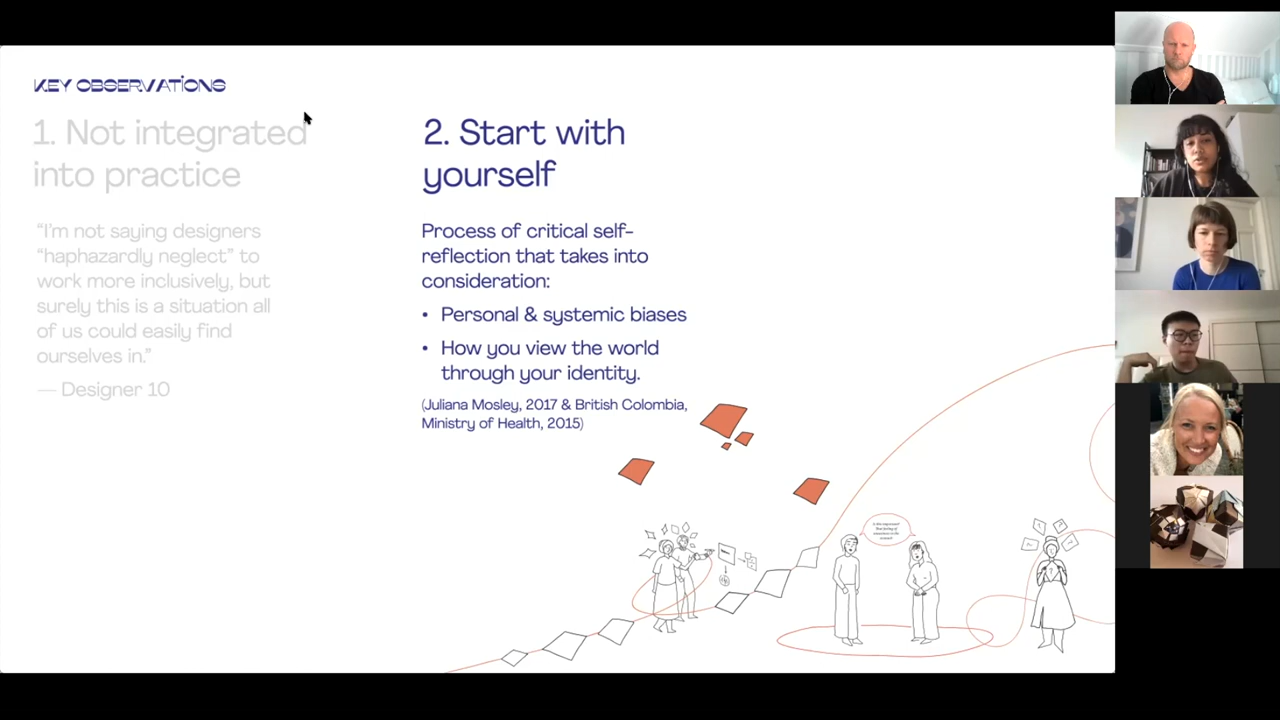 KEY OBSERVATIONS
1. Not integrated
into practice
“I’m not saying designers
“haphazardly neglect” to
work more inclusively, but
surely this is a situation all
of us could easily find
ourselves in.”
— Designer 10
2. Start with
yourself
Process of critical self-
reflection that takes into
consideration:
• Personal & systemic biases
• How you view the world
through your identity.
(Juliana Mosley, 2017 & British Colombia,
Ministry of Health, 2015)